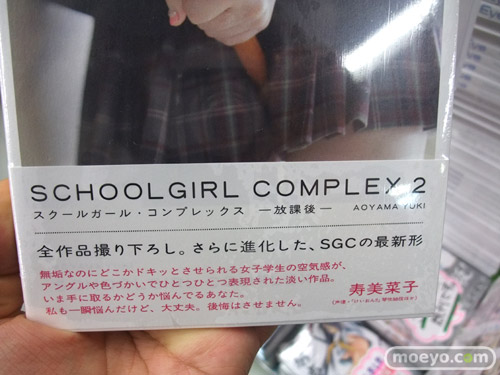 SCHOOLGIRL COMPLEX 2
スクールガール・コンプレックス ―放課後― AOYAMA YUKI
全作品撮り下ろし。さらに進化した、SGCの最新形
無垢なのにどこかドキッとさせられる女子学生の空気感が、
アングルや色づかいでひとつひとつ表現された淡い作品。
いま手に取るかどうか悩んでるあなた。
私も一瞬悩んだけど、大丈夫。後悔はさせません。
寿美菜子
moeyo.com